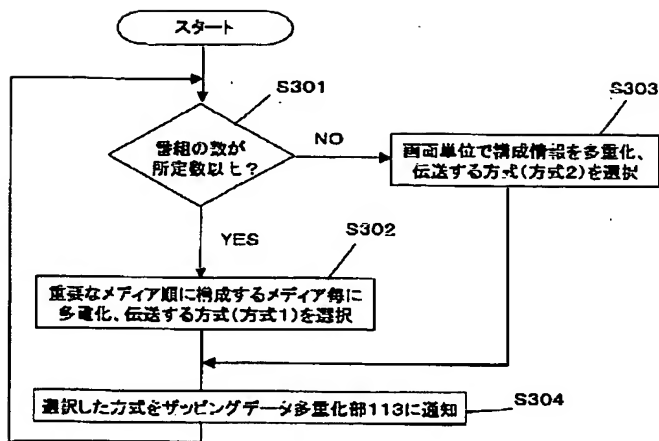 スタート
S301
番組の数が
所定数以上?
NO
S303
画面単位で構成情報を多重化、
伝送する方式(方式2)を選択
YES
S302
重要なメディア順に構成するメディア毎に
多重化、伝送する方式(方式1)を選択
選択した方式をザッピングデータ多重化部113に通知
S304